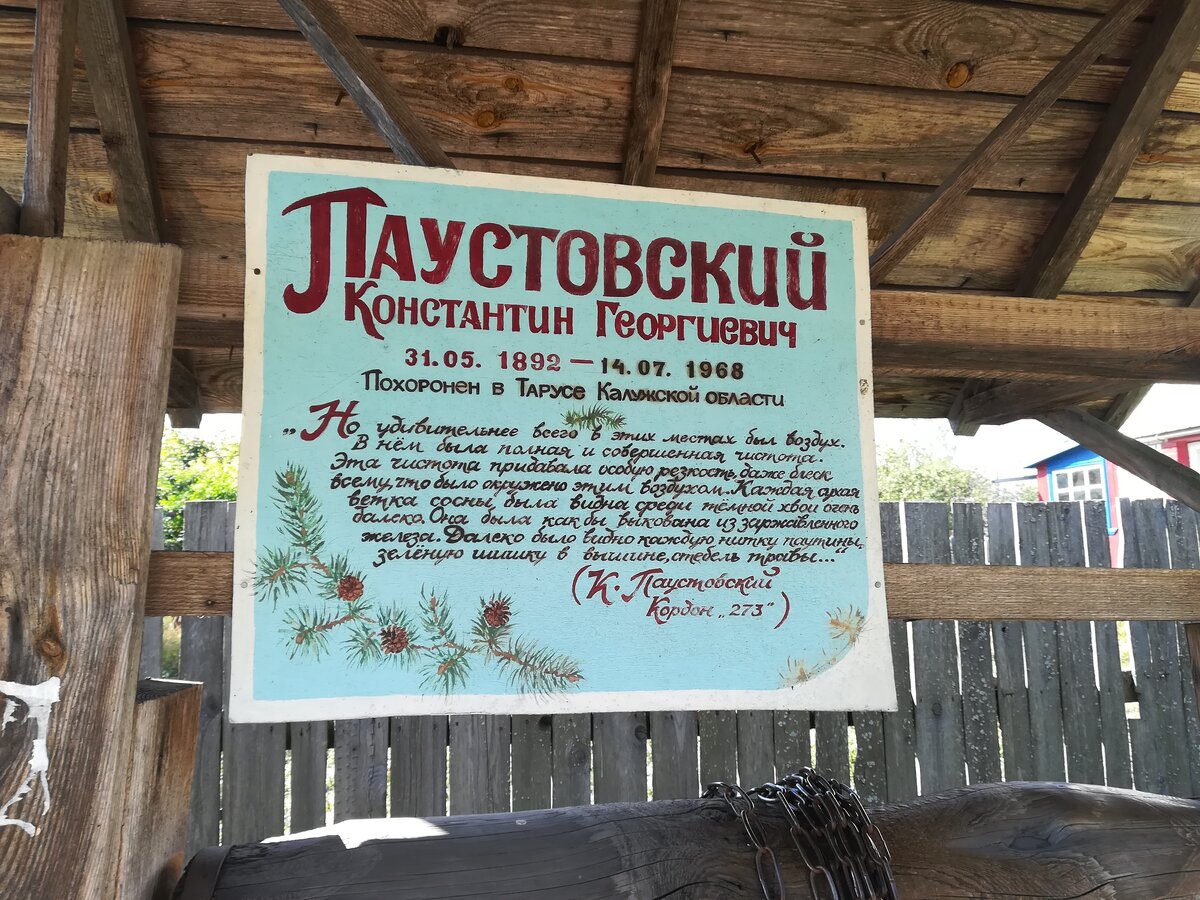 Паустовский
Константин Георгиевич
31.05. 1892 – 14.07. 1968
Похоронен в Тарусе Калужской области
„Но удивительнее всего в этих местах был воздух.
В нём была полная и совершенная чистота.
Эта чистота придавала особую резкость, даже блеск
всему, что было окружено этим воздухом. Каждая сухая
ветка сосны была видна среди тёмной хвои очень
далеко. Она была как бы выкована из заржавленного
железа. Далеко было видно каждую нитку паутины,
зелёную шишку в вышине, стебель травы..."
(К. Паустовский
Кордон „273")